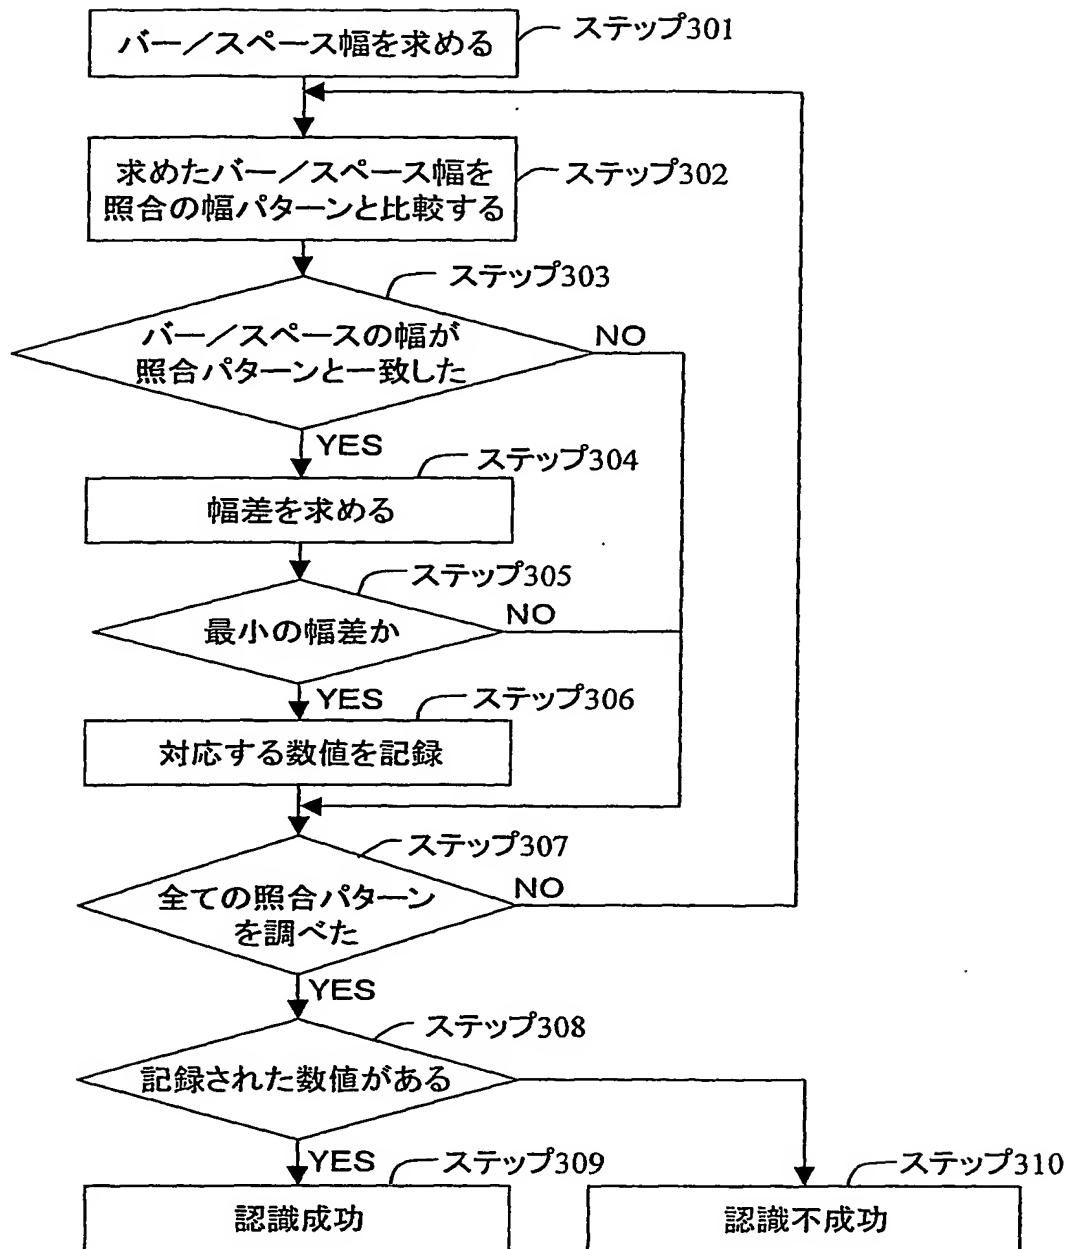 バー／スペース幅を求める
ステップ301
求めたバー／スペース幅を
照合の幅パターンと比較する
ステップ302
ステップ303
バー／スペースの幅が
照合パターンと一致した
NO
YES
ステップ304
幅差を求める
ステップ305
最小の幅差か
NO
YES
ステップ306
対応する数値を記録
ステップ307
全ての照合パターン
を調べた
NO
YES
ステップ308
記録された数値がある
YES
ステップ309
認識成功
ステップ310
認識不成功